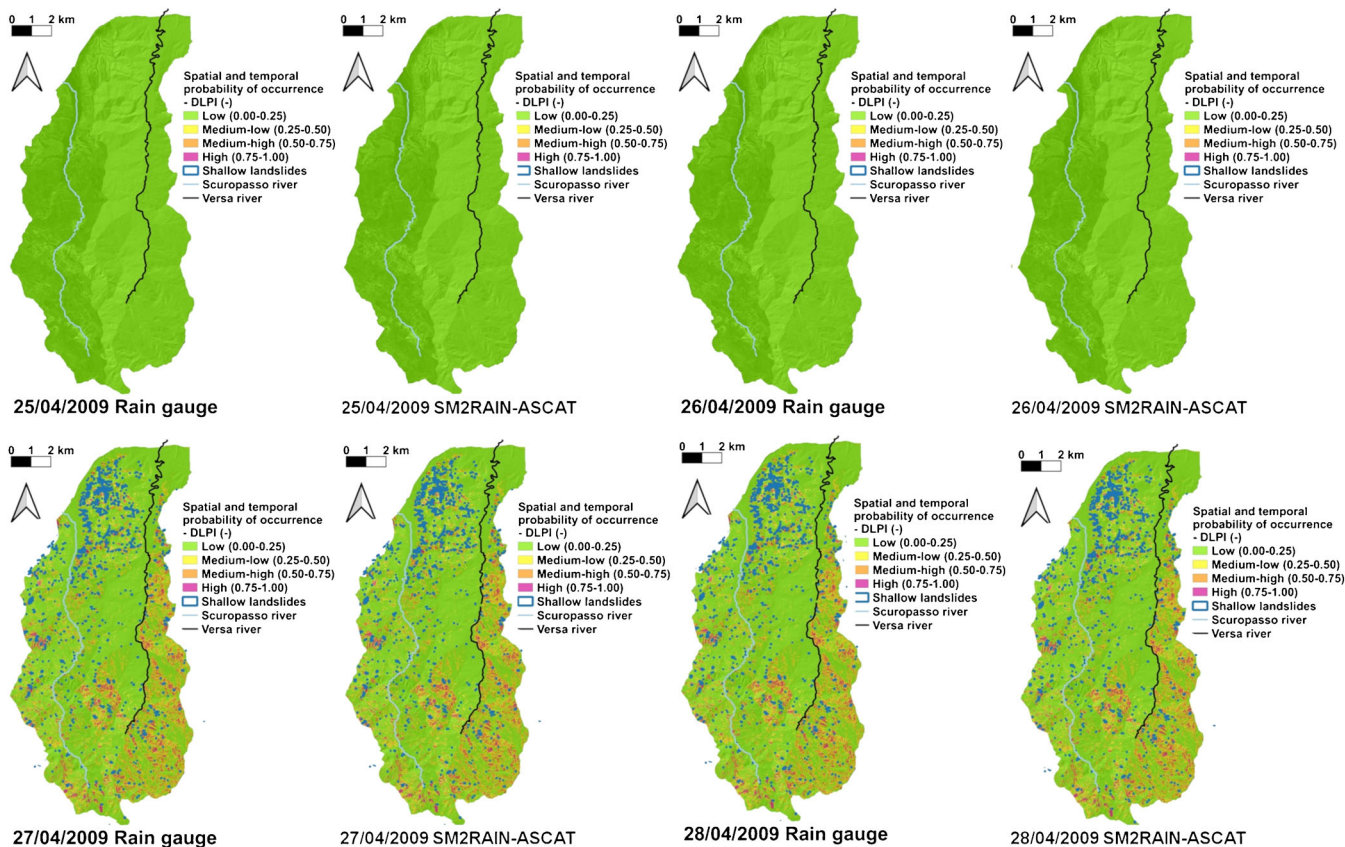 0 1 2 km
Spatial and temporal
probability of occurrence
- DLPI (-)
Low (0.00-0.25)
Medium-low (0.25-0.50)
Medium-high (0.50-0.75)
High (0.75-1.00)
Shallow landslides
Scuropasso river
Versa river
25/04/2009 Rain gauge
0 1 2 km
Spatial and temporal
probability of occurrence
- DLPI (-)
Low (0.00-0.25)
Medium-low (0.25-0.50)
Medium-high (0.50-0.75)
High (0.75-1.00)
Shallow landslides
Scuropasso river
Versa river
25/04/2009 SM2RAIN-ASCAT
0 1 2 km
Spatial and temporal
probability of occurrence
- DLPI (-)
Low (0.00-0.25)
Medium-low (0.25-0.50)
Medium-high (0.50-0.75)
High (0.75-1.00)
Shallow landslides
Scuropasso river
Versa river
26/04/2009 Rain gauge
0 1 2 km
Spatial and temporal
probability of occurrence
- DLPI (-)
Low (0.00-0.25)
Medium-low (0.25-0.50)
Medium-high (0.50-0.75)
High (0.75-1.00)
Shallow landslides
Scuropasso river
Versa river
26/04/2009 SM2RAIN-ASCAT
0 1 2 km
Spatial and temporal
probability of occurrence
- DLPI (-)
Low (0.00-0.25)
Medium-low (0.25-0.50)
Medium-high (0.50-0.75)
High (0.75-1.00)
Shallow landslides
Scuropasso river
Versa river
27/04/2009 Rain gauge
0 1 2 km
Spatial and temporal
probability of occurrence
- DLPI (-)
Low (0.00-0.25)
Medium-low (0.25-0.50)
Medium-high (0.50-0.75)
High (0.75-1.00)
Shallow landslides
Scuropasso river
Versa river
27/04/2009 SM2RAIN-ASCAT
0 1 2 km
Spatial and temporal
probability of occurrence
- DLPI (-)
Low (0.00-0.25)
Medium-low (0.25-0.50)
Medium-high (0.50-0.75)
High (0.75-1.00)
Shallow landslides
Scuropasso river
Versa river
28/04/2009 Rain gauge
0 1 2 km
Spatial and temporal
probability of occurrence
- DLPI (-)
Low (0.00-0.25)
Medium-low (0.25-0.50)
Medium-high (0.50-0.75)
High (0.75-1.00)
Shallow landslides
Scuropasso river
Versa river
28/04/2009 SM2RAIN-ASCAT